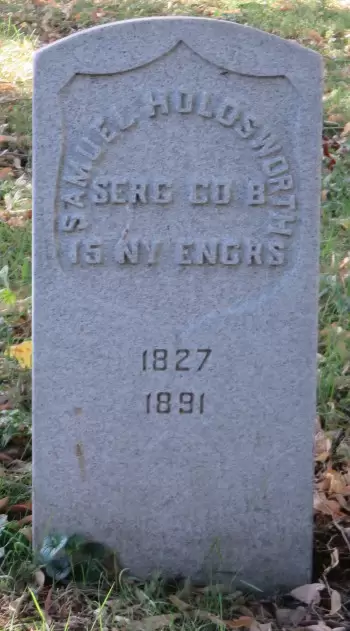 SAMUEL HOLDSWORTH
SERG CO B
15 NY ENGRS
1827
1891